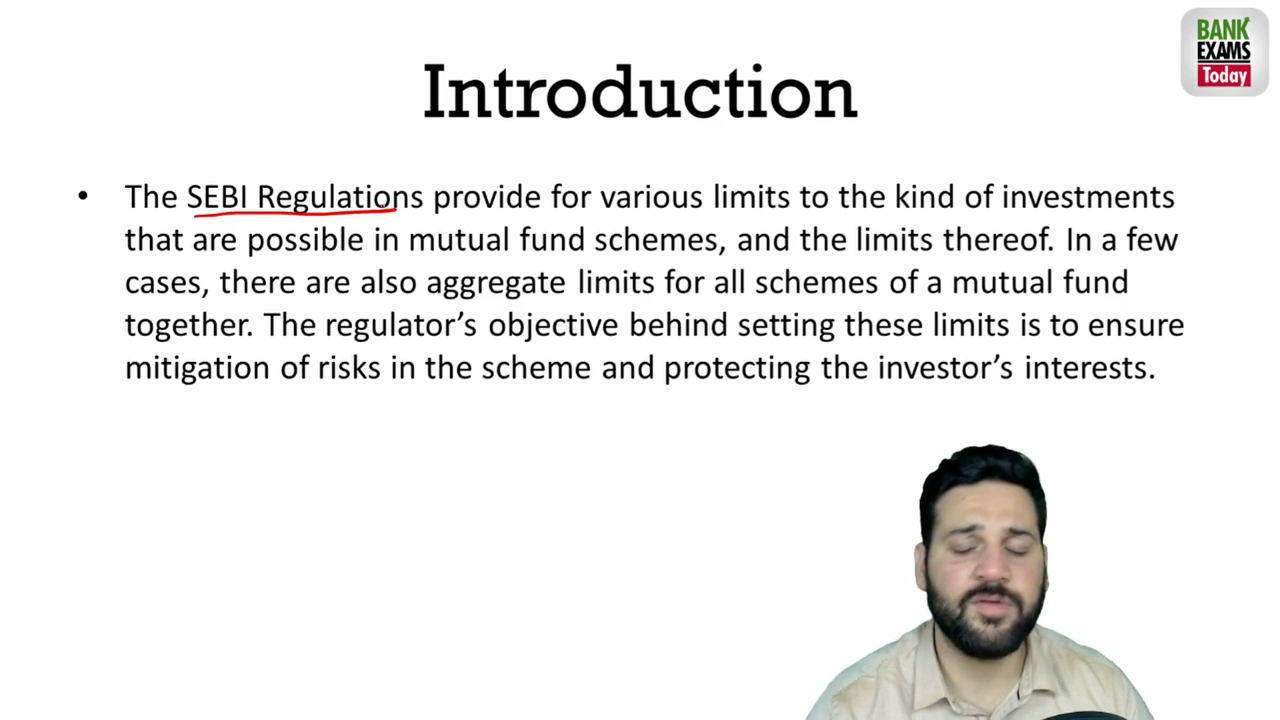 BANK
EXAMS
Today
Introduction
• The SEBI Regulations provide for various limits to the kind of investments
that are possible in mutual fund schemes, and the limits thereof. In a few
cases, there are also aggregate limits for all schemes of a mutual fund
together. The regulator’s objective behind setting these limits is to ensure
mitigation of risks in the scheme and protecting the investor’s interests.